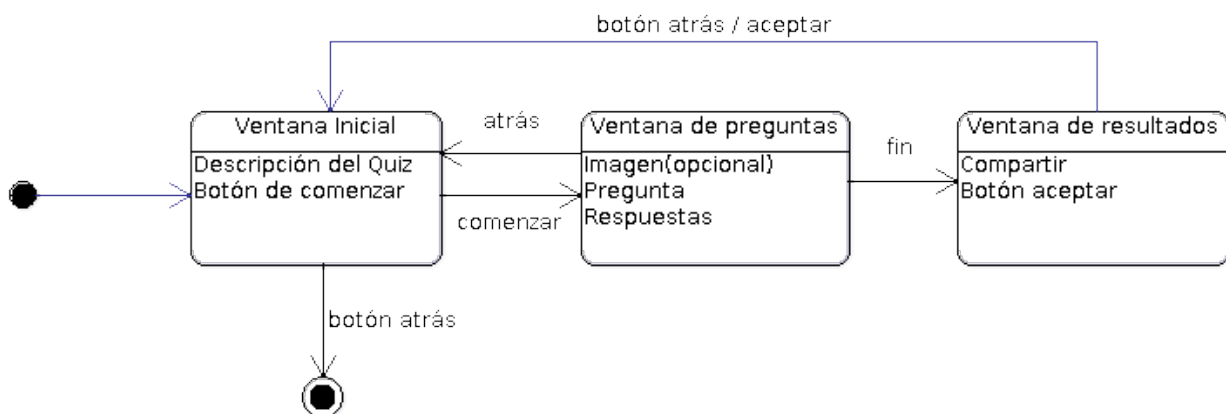 botón atrás / aceptar
Ventana Inicial
Descripción del Quiz
Botón de comenzar
atrás
comenzar
Ventana de preguntas
Imagen(opcional)
Pregunta
Respuestas
fin
Ventana de resultados
Compartir
Botón aceptar
botón atrás